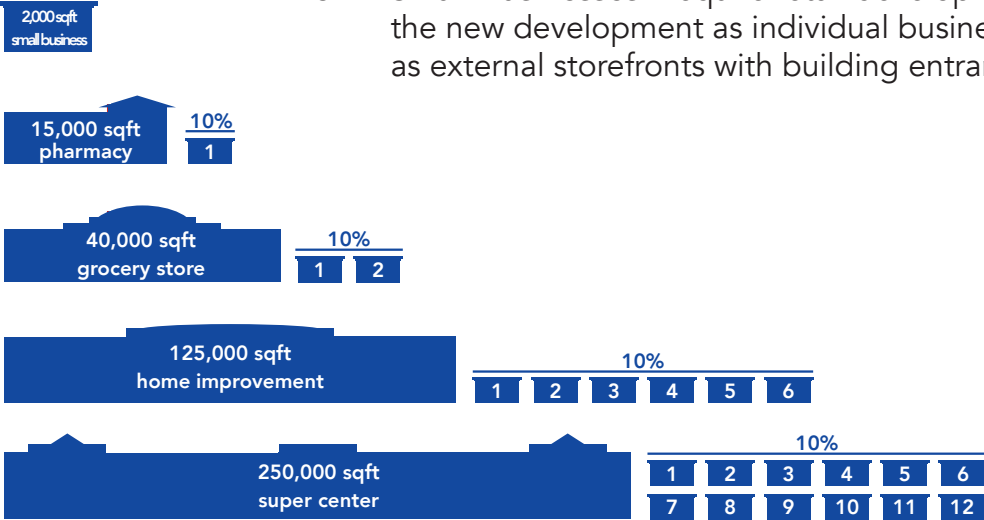 2,000 sqft
small business
the new development as individual
as external storefronts with building
15,000 sqft
pharmacy
10%
1
40,000 sqft
grocery store
10%
1 2
125,000 sqft
home improvement
10%
1 2 3 4 5 6
250,000 sqft
super center
10%
1 2 3 4 5 6
7 8 9 10 11 12